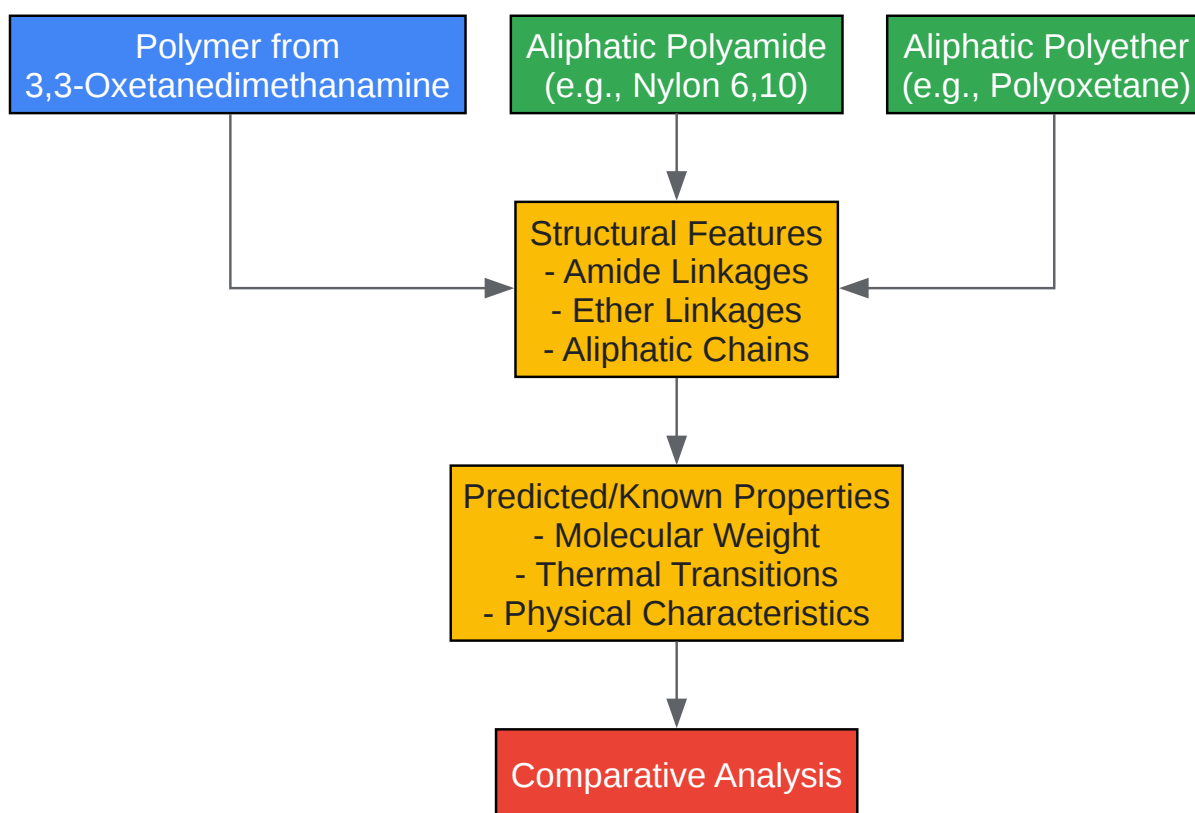 Polymer from
3,3-Oxetanedimethanamine
Aliphatic Polyamide
(e.g., Nylon 6,10)
Aliphatic Polyether
(e.g., Polyoxetane)
Structural Features
- Amide Linkages
- Ether Linkages
- Aliphatic Chains
Predicted/Known Properties
- Molecular Weight
- Thermal Transitions
- Physical Characteristics
Comparative Analysis